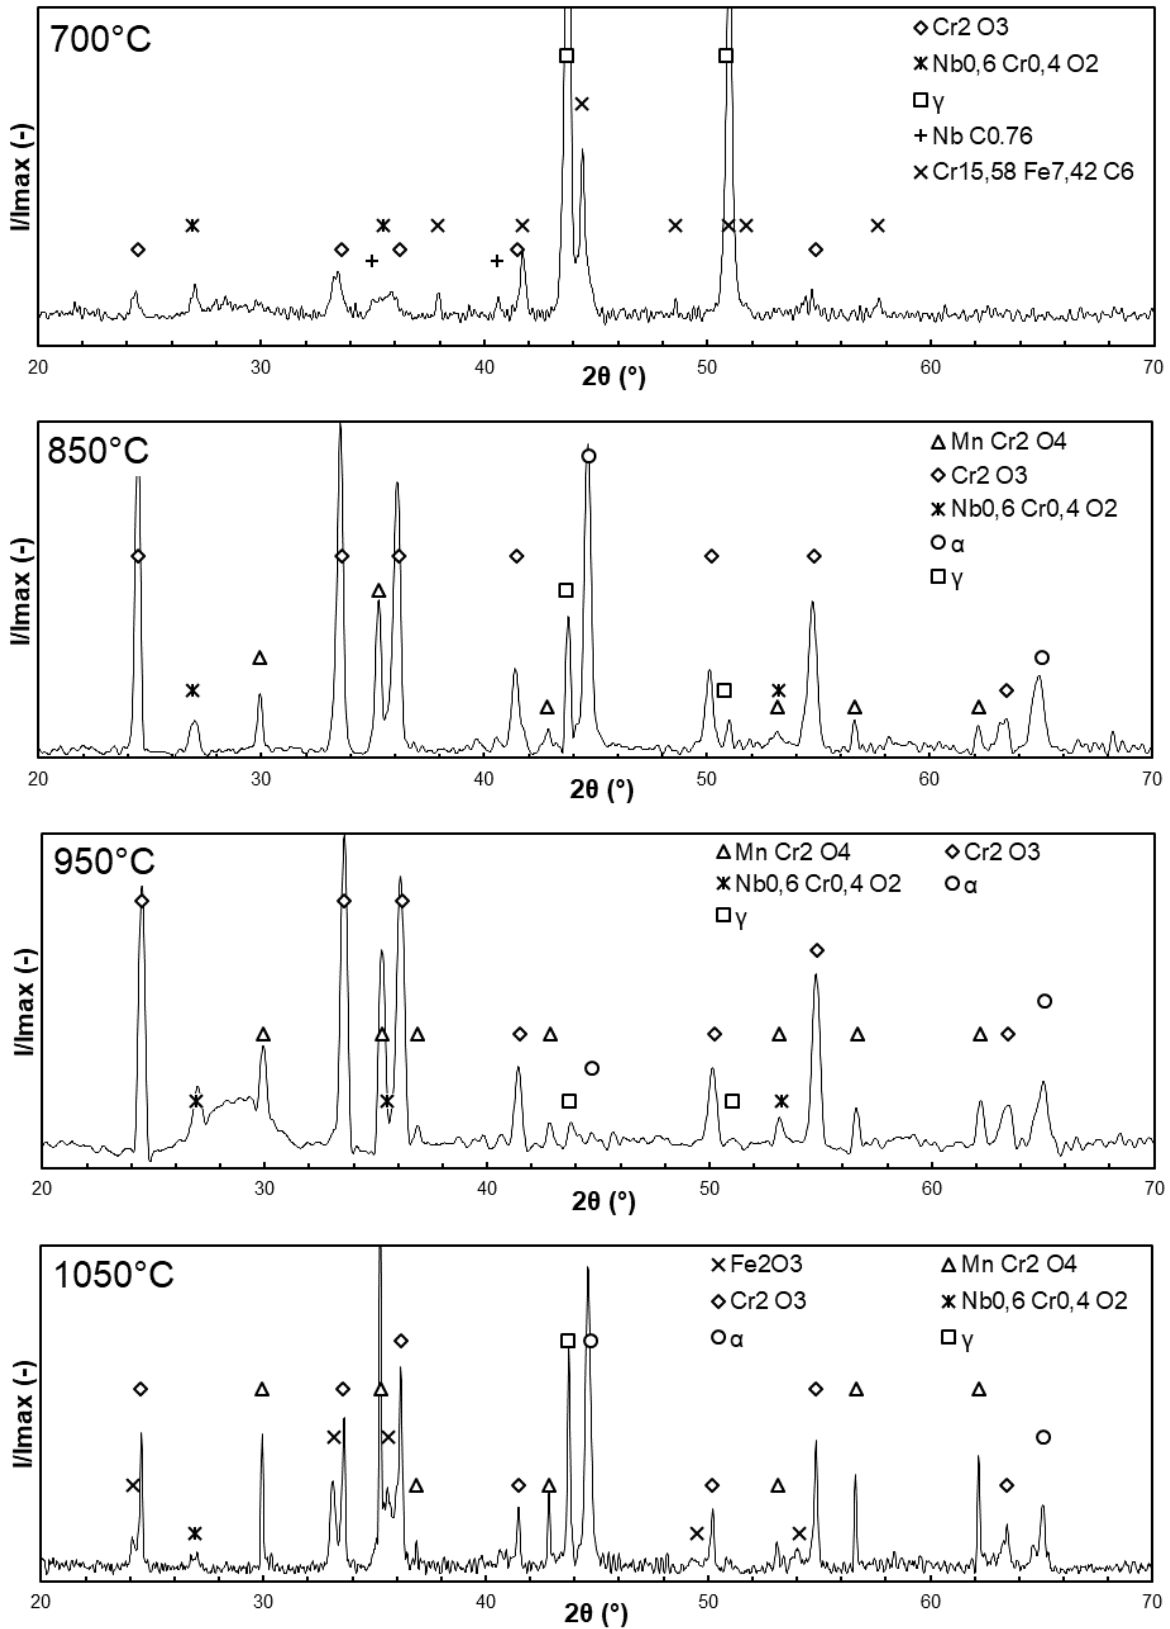 700°C
◇ Cr2 O3
Nb0,6 Cr0,4 O2
□ γ
+ Nb C0.76
× Cr15,58 Fe7,42 C6
I/Imax (-)
20 30 40 50 60 70
2θ (°)
850°C
△ Mn Cr2 O4
◇ Cr2 O3
Nb0,6 Cr0,4 O2
○ α
□ γ
I/Imax (-)
20 30 40 50 60 70
2θ (°)
950°C
△ Mn Cr2 O4 ◇ Cr2 O3
Nb0,6 Cr0,4 O2 ○ α
□ γ
I/Imax (-)
20 30 40 50 60 70
2θ (°)
1050°C
× Fe2O3 △ Mn Cr2 O4
◇ Cr2 O3 Nb0,6 Cr0,4 O2
○ α □ γ
I/Imax (-)
20 30 40 50 60 70
2θ (°)